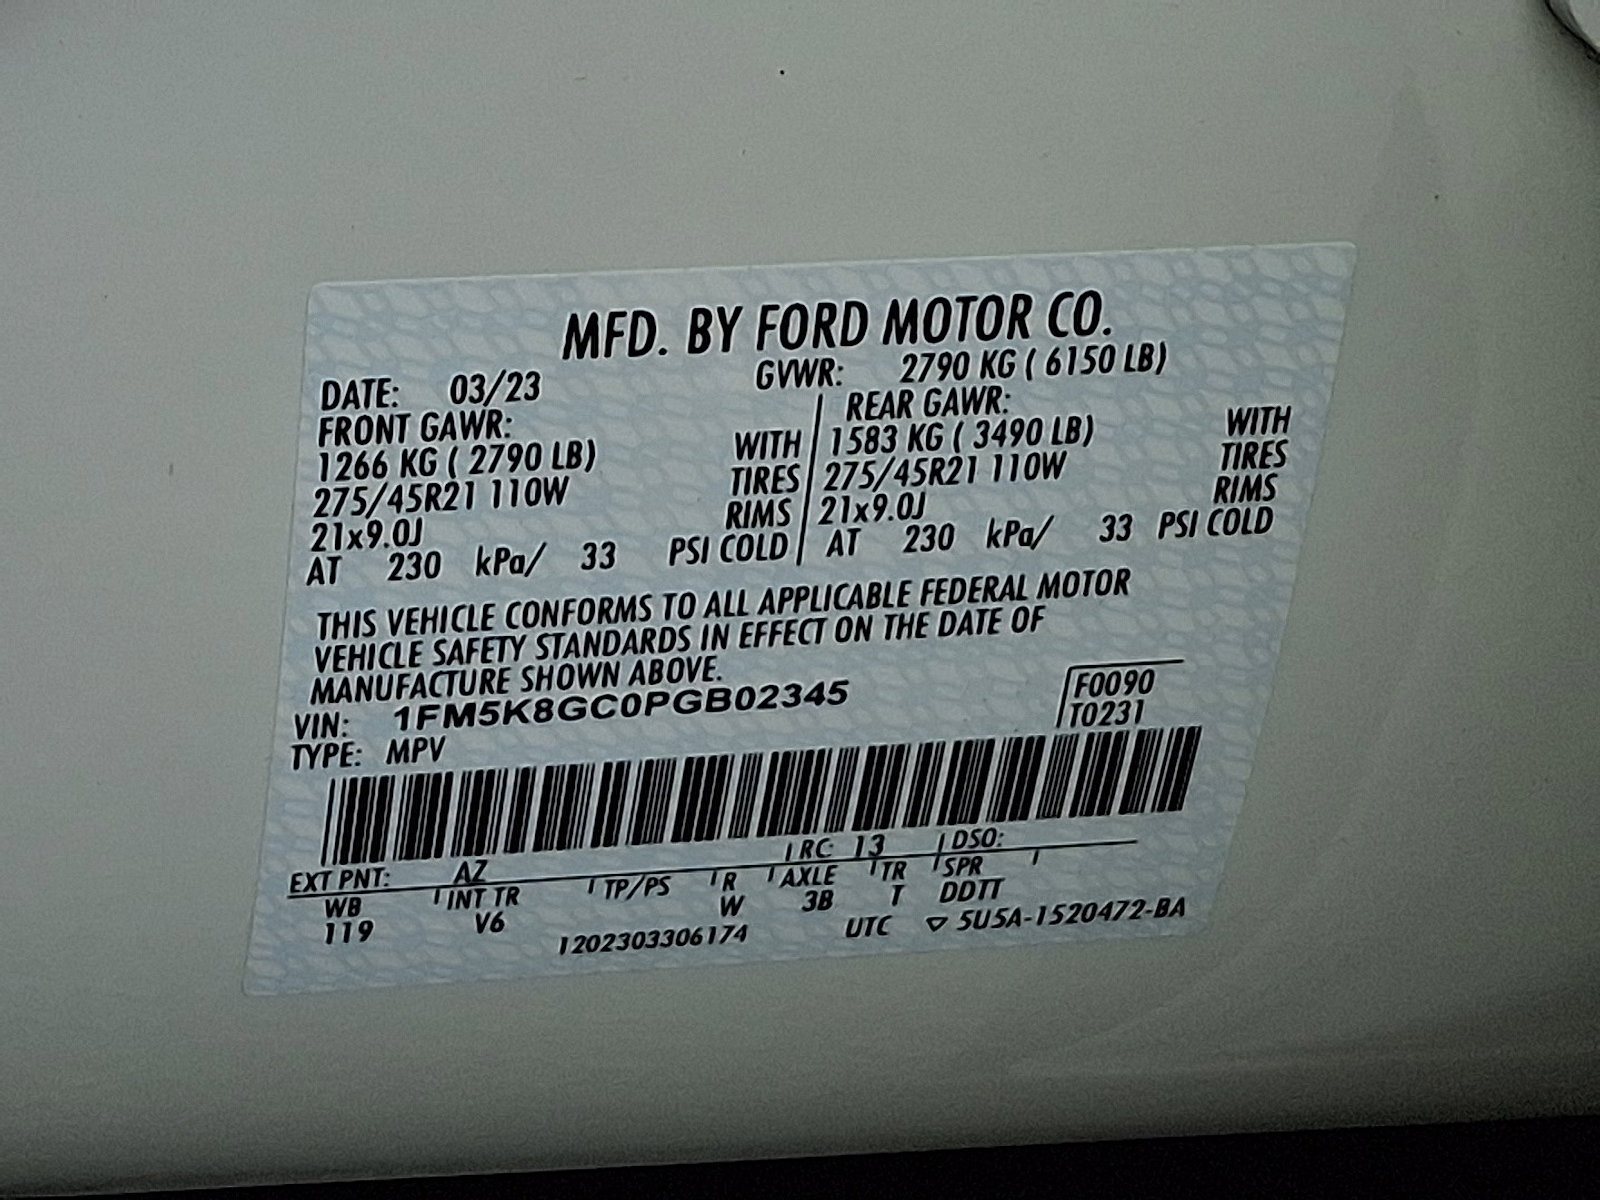 MFD. BY FORD MOTOR CO.
DATE: 03/23 GVWR: 2790 KG ( 6150 LB)
FRONT GAWR: REAR GAWR:
1266 KG ( 2790 LB) WITH 1583 KG ( 3490 LB) WITH
275/45R21 110W TIRES 275/45R21 110W TIRES
21x9.0J RIMS 21x9.0J RIMS
AT 230 kPa/ 33 PSI COLD AT 230 kPa/ 33 PSI COLD
THIS VEHICLE CONFORMS TO ALL APPLICABLE FEDERAL MOTOR
VEHICLE SAFETY STANDARDS IN EFFECT ON THE DATE OF
MANUFACTURE SHOWN ABOVE.
VIN: 1FM5K8GC0PGB02345 F0090
TYPE: MPV T0231
EXT PNT: AZ RC: 13 DSO:
WB INT TR TP/PS R AXLE TR SPR
119 V6 W 3B T DDTT
1202303306174 UTC ▽ 5U5A-1520472-BA